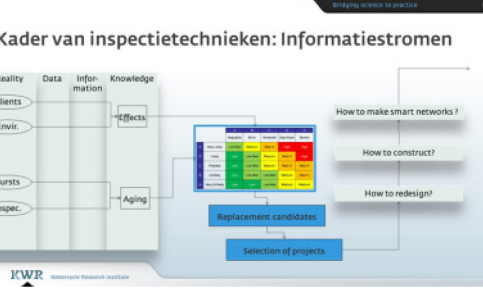 Bridging science to practice
Kader van inspectietechnieken: Informatiestromen
eality Data Infor- Knowledge
mation
lients
Effects
nvir.
ursts
Aging
nspec.
How to make smart networks ?
How to construct?
How to redesign?
Replacement candidates
Selection of projects
KWR Watercycle Research Institute